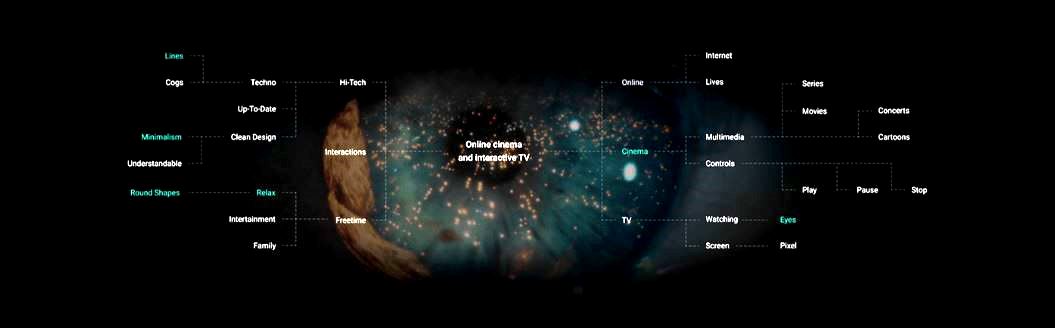 Lines
Internet
Cogs
Techno
Hi-Tech
Online
Lives
Series
Up-To-Date
Movies
Concerts
Minimalism
Clean Design
Online cinema
and interactive TV
Multimedia
Cartoons
Interactions
Cinema
Understandable
Controls
Round Shapes
Relax
Play
Pause
Stop
Intertainment
Freetime
TV
Watching
Eyes
Family
Screen
Pixel